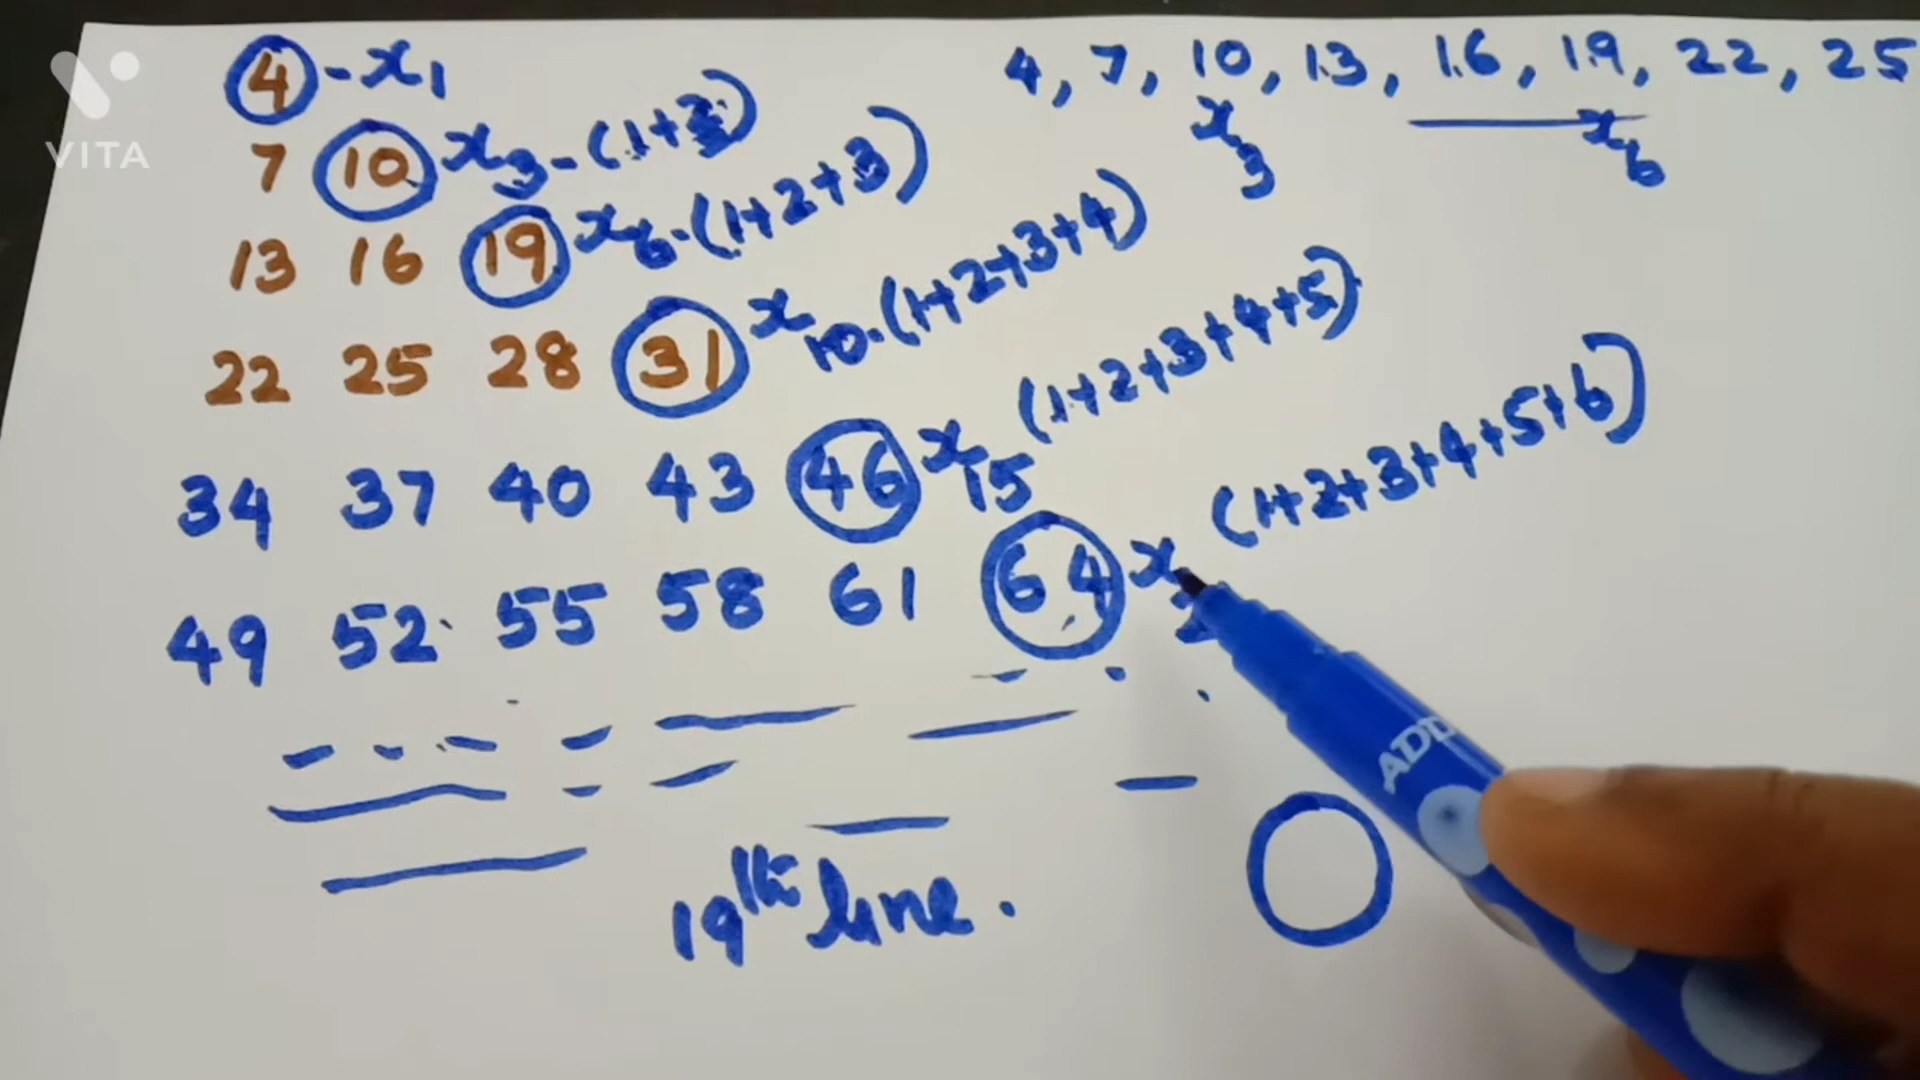 VITA
4 - x1
4, 7, 10, 13, 16, 19, 22, 25
x3
x6
7 10 x3 - (1+2)
13 16 19 x6. (1+2+3)
22 25 28 31 x10. (1+2+3+4)
34 37 40 43 46 x15 (1+2+3+4+5)
49 52 55 58 61 64 x (1+2+3+4+5+6)
19th line.
ADD